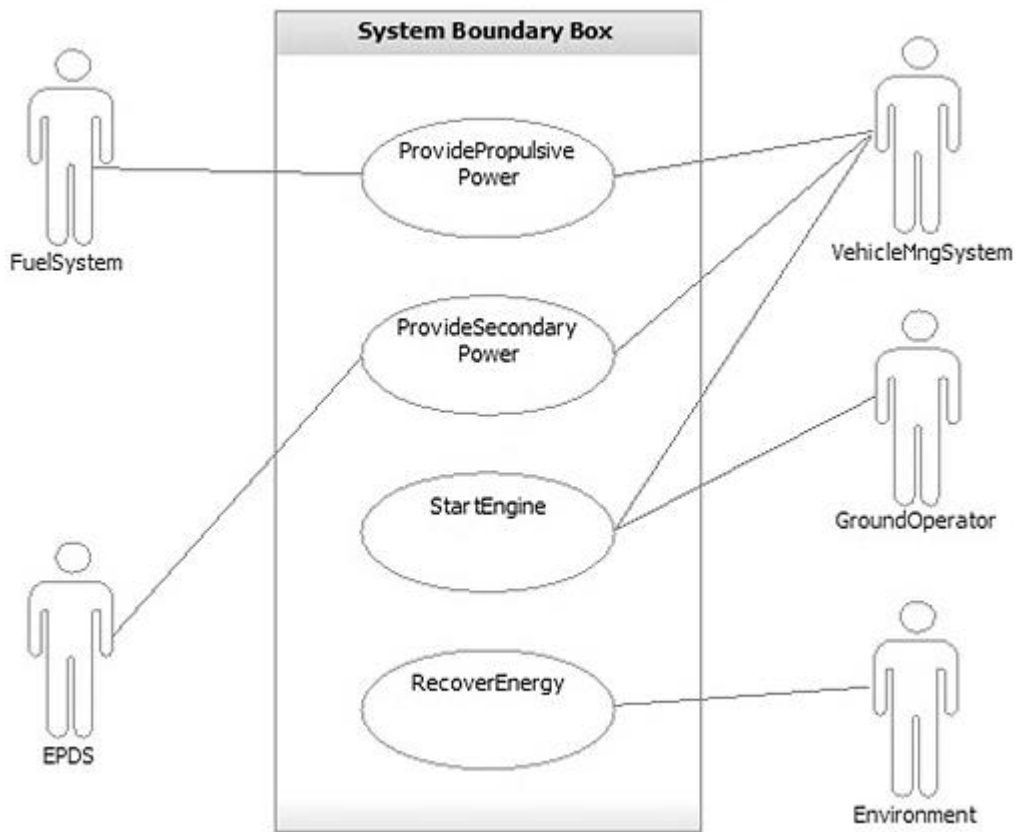 System Boundary Box
ProvidePropulsive
Power
FuelSystem
VehicleMngSystem
ProvideSecondary
Power
StartEngine
GroundOperator
RecoverEnergy
EPDS
Environment